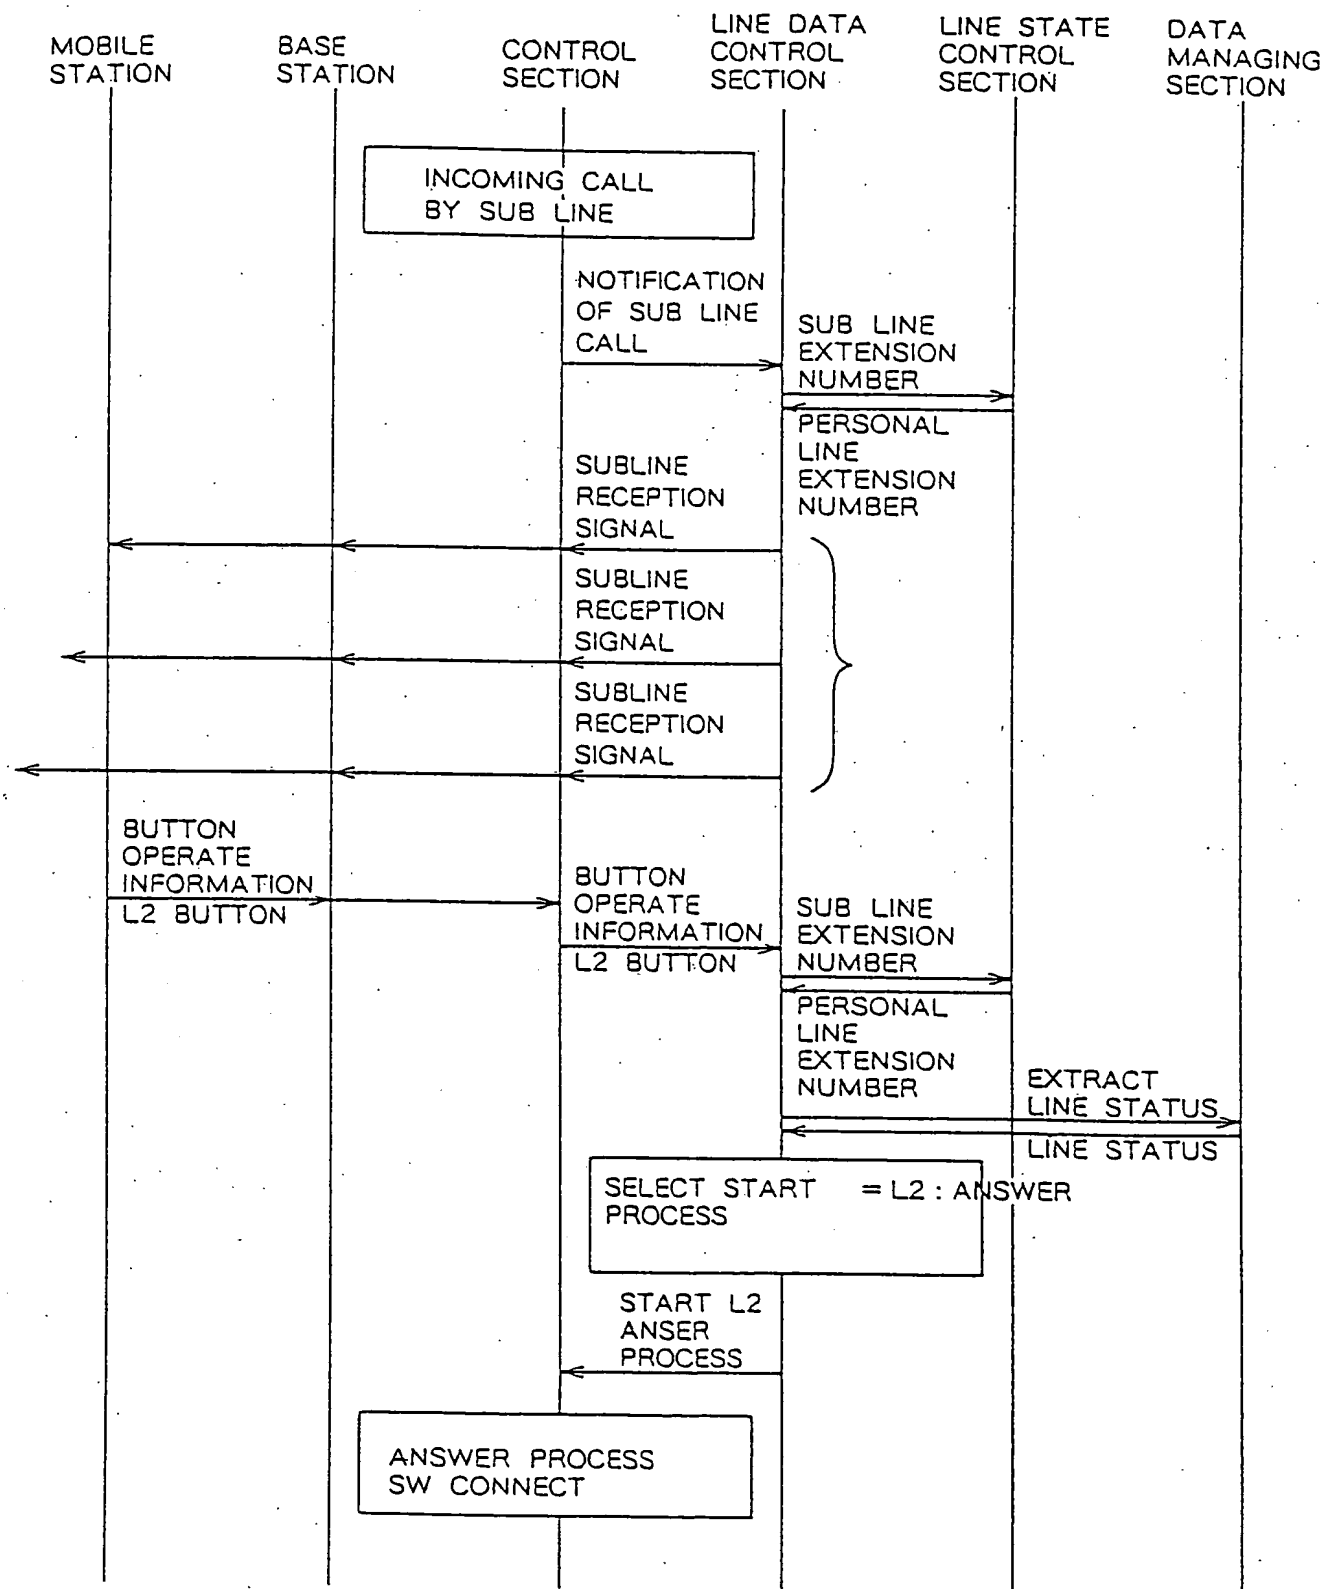 MOBILE
STATION
BASE
STATION
CONTROL
SECTION
LINE DATA
CONTROL
SECTION
LINE STATE
CONTROL
SECTION
DATA
MANAGING
SECTION
INCOMING CALL
BY SUB LINE
NOTIFICATION
OF SUB LINE
CALL
SUB LINE
EXTENSION
NUMBER
PERSONAL
LINE
EXTENSION
NUMBER
SUBLINE
RECEPTION
SIGNAL
SUBLINE
RECEPTION
SIGNAL
SUBLINE
RECEPTION
SIGNAL
BUTTON
OPERATE
INFORMATION
L2 BUTTON
BUTTON
OPERATE
INFORMATION
L2 BUTTON
SUB LINE
EXTENSION
NUMBER
PERSONAL
LINE
EXTENSION
NUMBER
EXTRACT
LINE STATUS
LINE STATUS
SELECT START = L2 : ANSWER
PROCESS
START L2
ANSER
PROCESS
ANSWER PROCESS
SW CONNECT